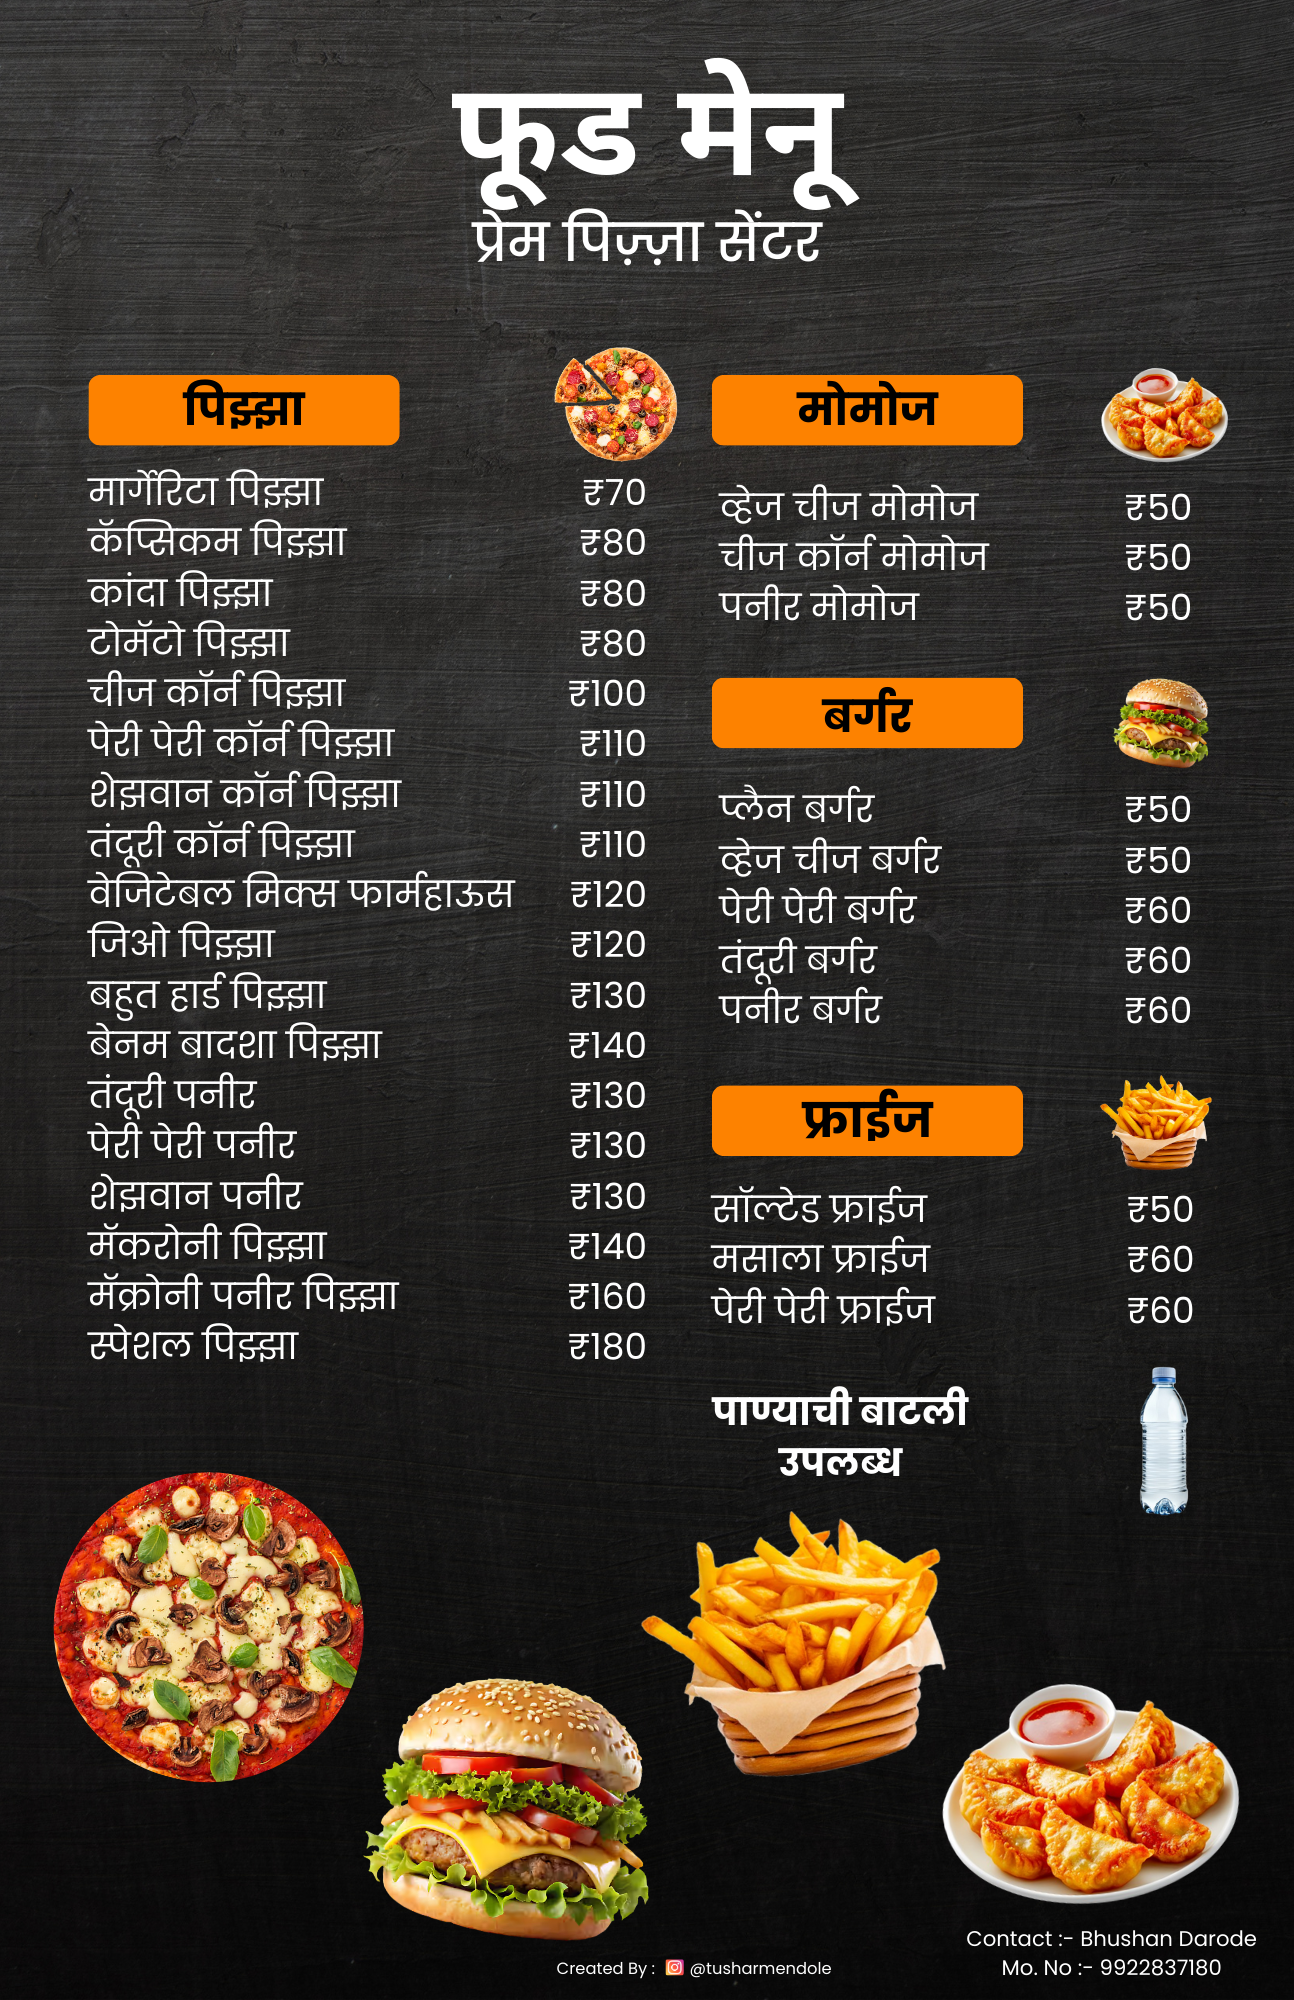 फूड मेनू
प्रेम पिज़्ज़ा सेंटर
पिझ्झा
मार्गेरिटा पिझ्झा ₹70
कॅप्सिकम पिझ्झा ₹80
कांदा पिझ्झा ₹80
टोमॅटो पिझ्झा ₹80
चीज कॉर्न पिझ्झा ₹100
पेरी पेरी कॉर्न पिझ्झा ₹110
शेझवान कॉर्न पिझ्झा ₹110
तंदूरी कॉर्न पिझ्झा ₹110
वेजिटेबल मिक्स फार्महाऊस ₹120
जिओ पिझ्झा ₹120
बहुत हार्ड पिझ्झा ₹130
बेनम बादशा पिझ्झा ₹140
तंदूरी पनीर ₹130
पेरी पेरी पनीर ₹130
शेझवान पनीर ₹130
मॅकरोनी पिझ्झा ₹140
मॅक्रोनी पनीर पिझ्झा ₹160
स्पेशल पिझ्झा ₹180
मोमोज
व्हेज चीज मोमोज ₹50
चीज कॉर्न मोमोज ₹50
पनीर मोमोज ₹50
बर्गर
प्लैन बर्गर ₹50
व्हेज चीज बर्गर ₹50
पेरी पेरी बर्गर ₹60
तंदूरी बर्गर ₹60
पनीर बर्गर ₹60
फ्राईज
सॉल्टेड फ्राईज ₹50
मसाला फ्राईज ₹60
पेरी पेरी फ्राईज ₹60
पाण्याची बाटली
उपलब्ध
Contact :- Bhushan Darode
Mo. No :- 9922837180
Created By : @tusharmendole